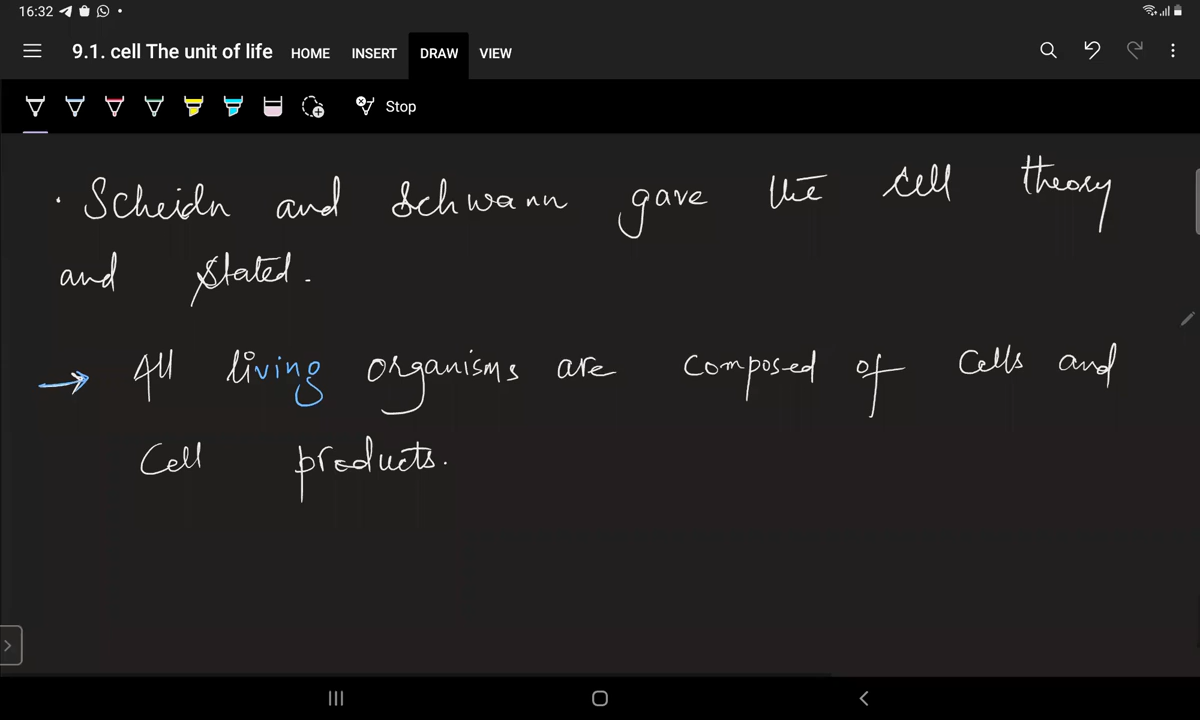 16:32
9.1. cell The unit of life HOME INSERT DRAW VIEW
Stop
· Scheidn and Schwann gave the cell theory
and stated.
→ All living organisms are composed of cells and
Cell products.